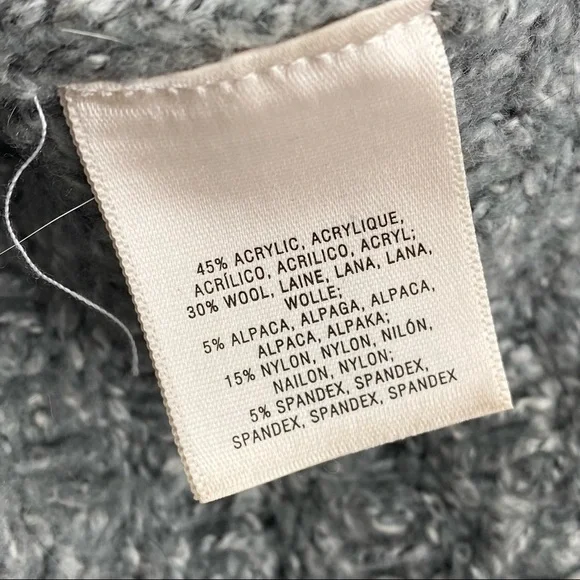 45% ACRYLIC, ACRYLIQUE,
ACRÍLICO, ACRILICO, ACRYL;
30% WOOL, LAINE, LANA, LANA,
WOLLE;
5% ALPACA, ALPAGA, ALPACA,
ALPACA, ALPAKA;
15% NYLON, NYLON, NILÓN,
NAILON, NYLON;
5% SPANDEX, SPANDEX,
SPANDEX, SPANDEX, SPANDEX